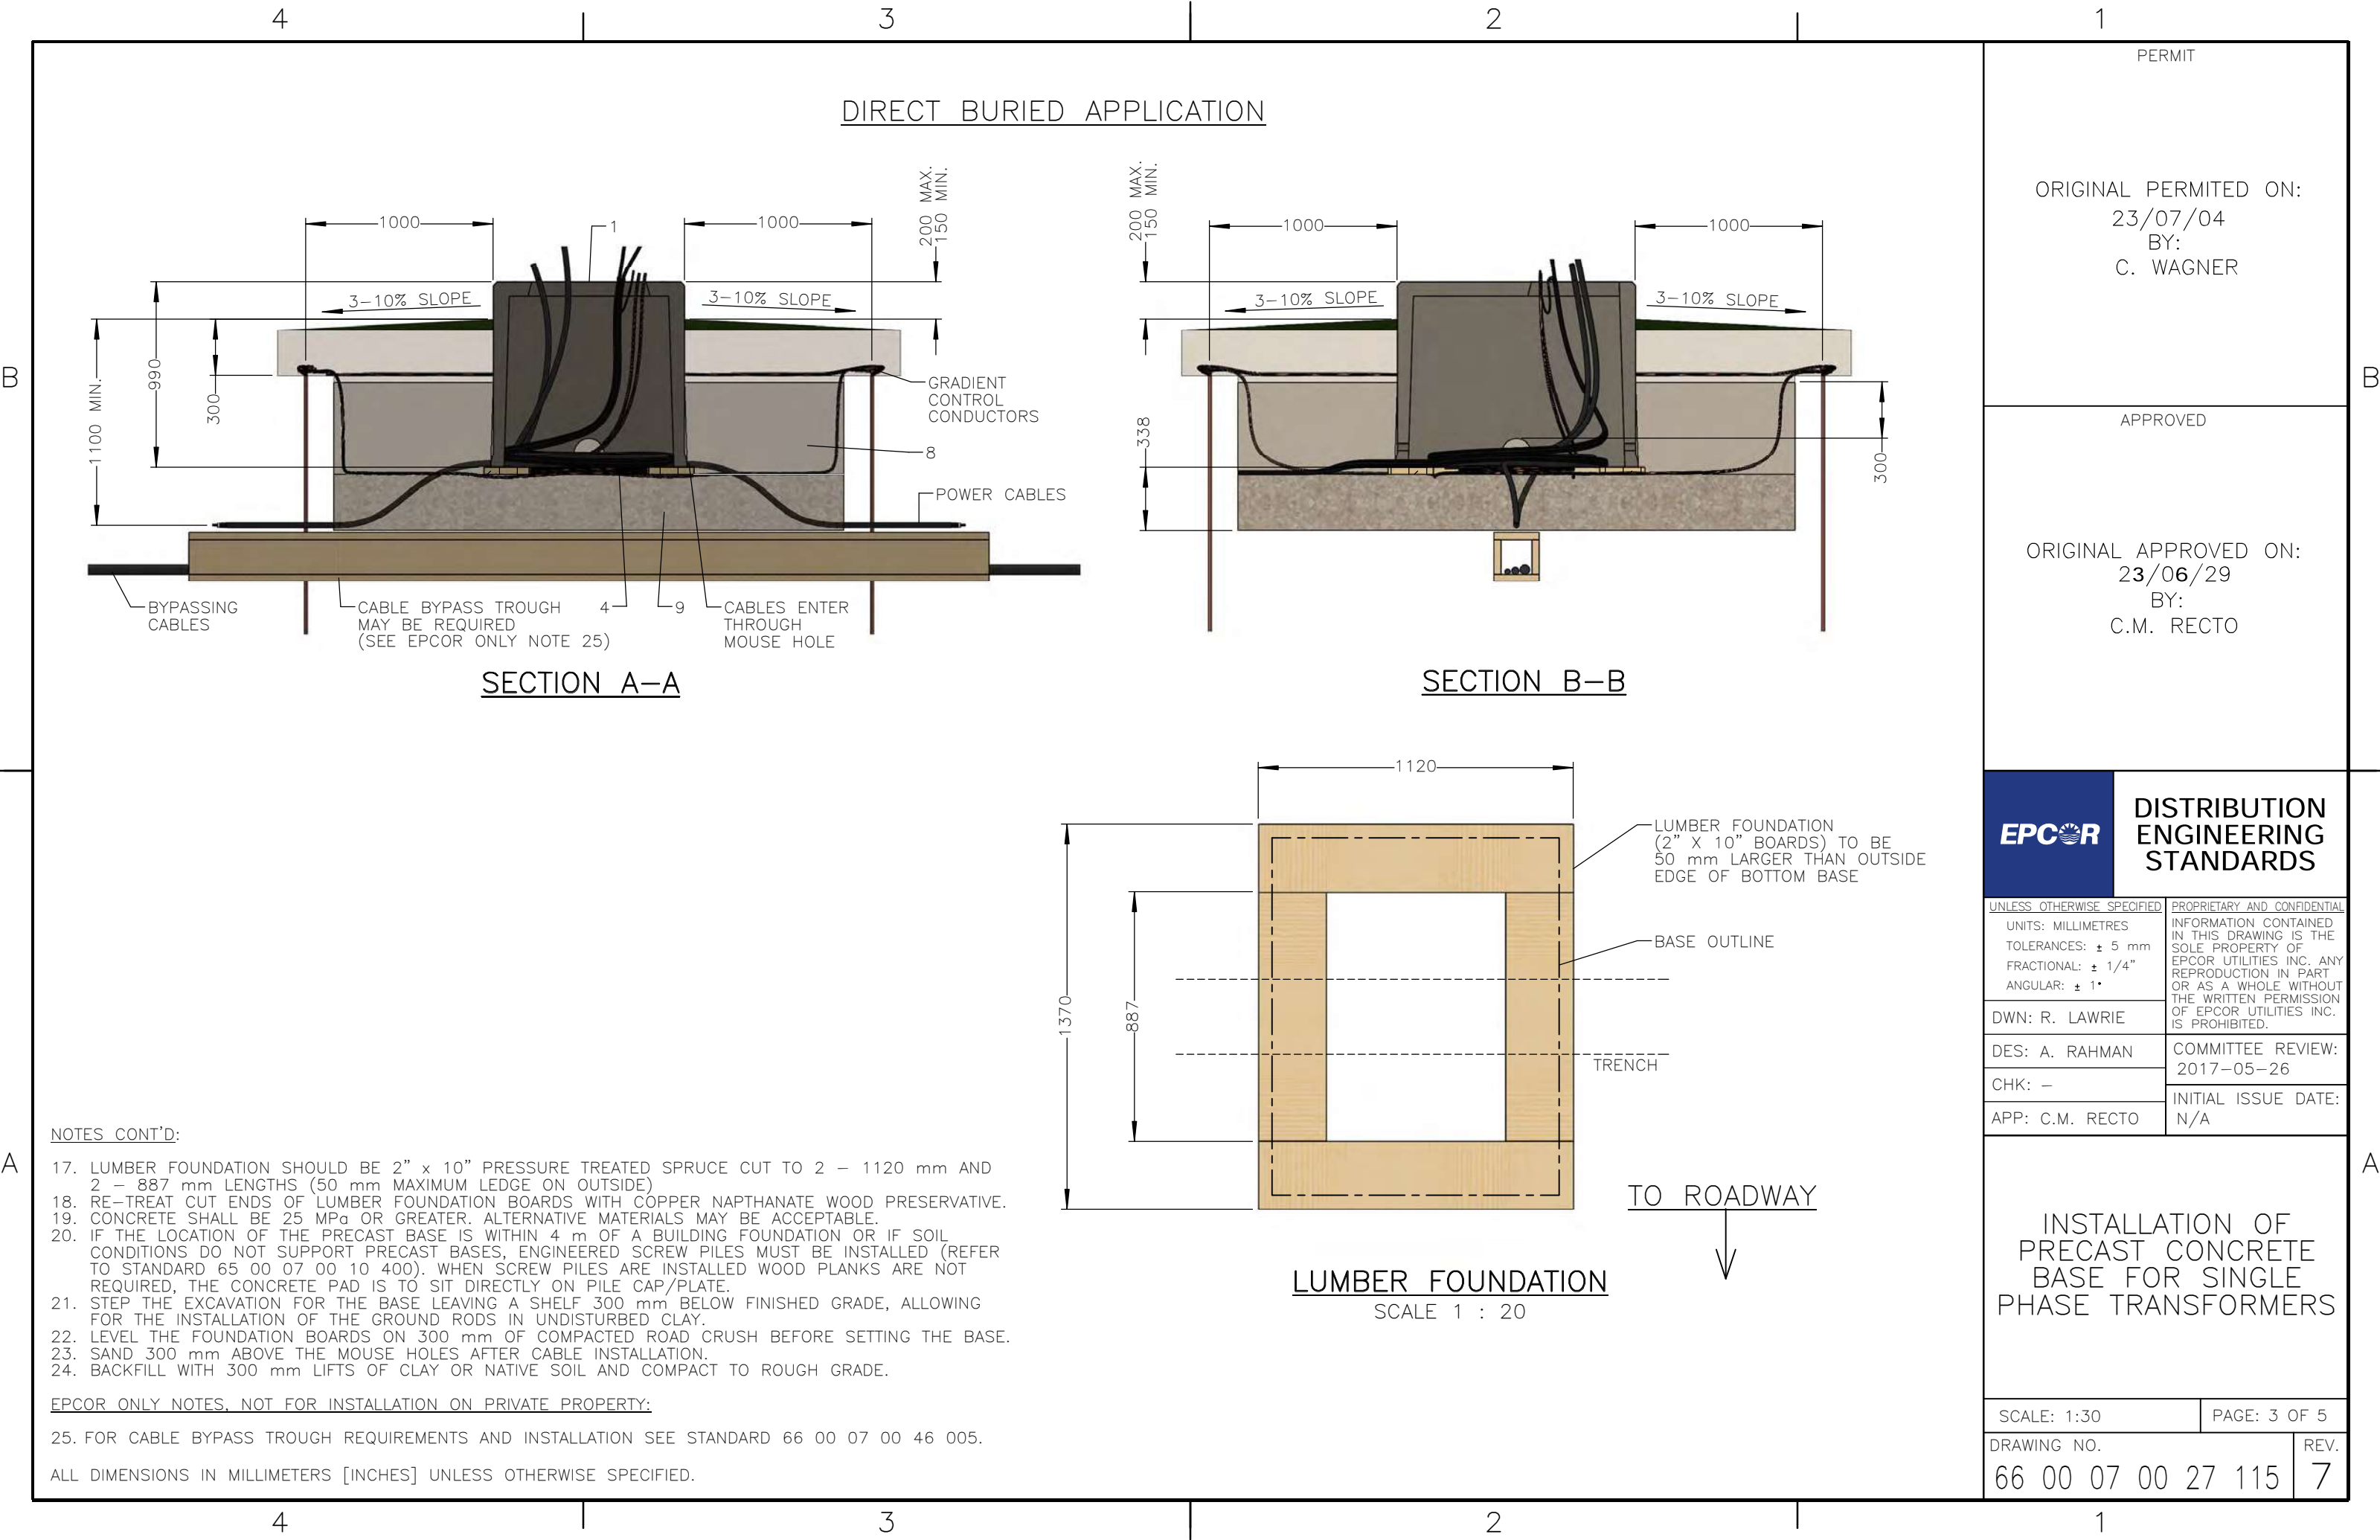 4 3 2 1
DIRECT BURIED APPLICATION
200 MAX.
150 MIN.
1000
1
1000
3-10% SLOPE
3-10% SLOPE
990
300
1100 MIN.
GRADIENT
CONTROL
CONDUCTORS
8
POWER CABLES
BYPASSING
CABLES
CABLE BYPASS TROUGH
MAY BE REQUIRED
(SEE EPCOR ONLY NOTE 25)
4
9
CABLES ENTER
THROUGH
MOUSE HOLE
SECTION A-A
200 MAX.
150 MIN.
1000
1000
3-10% SLOPE
3-10% SLOPE
338
300
SECTION B-B
B
B
1120
1370
887
LUMBER FOUNDATION
(2" X 10" BOARDS) TO BE
50 mm LARGER THAN OUTSIDE
EDGE OF BOTTOM BASE
BASE OUTLINE
TRENCH
TO ROADWAY
LUMBER FOUNDATION
SCALE 1 : 20
A
A
NOTES CONT'D:
17. LUMBER FOUNDATION SHOULD BE 2" x 10" PRESSURE TREATED SPRUCE CUT TO 2 - 1120 mm AND
2 - 887 mm LENGTHS (50 mm MAXIMUM LEDGE ON OUTSIDE)
18. RE-TREAT CUT ENDS OF LUMBER FOUNDATION BOARDS WITH COPPER NAPTHANATE WOOD PRESERVATIVE.
19. CONCRETE SHALL BE 25 MPa OR GREATER. ALTERNATIVE MATERIALS MAY BE ACCEPTABLE.
20. IF THE LOCATION OF THE PRECAST BASE IS WITHIN 4 m OF A BUILDING FOUNDATION OR IF SOIL
CONDITIONS DO NOT SUPPORT PRECAST BASES, ENGINEERED SCREW PILES MUST BE INSTALLED (REFER
TO STANDARD 65 00 07 00 10 400). WHEN SCREW PILES ARE INSTALLED WOOD PLANKS ARE NOT
REQUIRED, THE CONCRETE PAD IS TO SIT DIRECTLY ON PILE CAP/PLATE.
21. STEP THE EXCAVATION FOR THE BASE LEAVING A SHELF 300 mm BELOW FINISHED GRADE, ALLOWING
FOR THE INSTALLATION OF THE GROUND RODS IN UNDISTURBED CLAY.
22. LEVEL THE FOUNDATION BOARDS ON 300 mm OF COMPACTED ROAD CRUSH BEFORE SETTING THE BASE.
23. SAND 300 mm ABOVE THE MOUSE HOLES AFTER CABLE INSTALLATION.
24. BACKFILL WITH 300 mm LIFTS OF CLAY OR NATIVE SOIL AND COMPACT TO ROUGH GRADE.
EPCOR ONLY NOTES, NOT FOR INSTALLATION ON PRIVATE PROPERTY:
25. FOR CABLE BYPASS TROUGH REQUIREMENTS AND INSTALLATION SEE STANDARD 66 00 07 00 46 005.
ALL DIMENSIONS IN MILLIMETERS [INCHES] UNLESS OTHERWISE SPECIFIED.
PERMIT
ORIGINAL PERMITED ON:
23/07/04
BY:
C. WAGNER
APPROVED
ORIGINAL APPROVED ON:
23/06/29
BY:
C.M. RECTO
EPCOR
DISTRIBUTION
ENGINEERING
STANDARDS
UNLESS OTHERWISE SPECIFIED
UNITS: MILLIMETRES
TOLERANCES: ± 5 mm
FRACTIONAL: ± 1/4"
ANGULAR: ± 1°
PROPRIETARY AND CONFIDENTIAL
INFORMATION CONTAINED
IN THIS DRAWING IS THE
SOLE PROPERTY OF
EPCOR UTILITIES INC. ANY
REPRODUCTION IN PART
OR AS A WHOLE WITHOUT
THE WRITTEN PERMISSION
OF EPCOR UTILITIES INC.
IS PROHIBITED.
DWN: R. LAWRIE
DES: A. RAHMAN
CHK: -
APP: C.M. RECTO
COMMITTEE REVIEW:
2017-05-26
INITIAL ISSUE DATE:
N/A
INSTALLATION OF
PRECAST CONCRETE
BASE FOR SINGLE
PHASE TRANSFORMERS
SCALE: 1:30
PAGE: 3 OF 5
DRAWING NO.
66 00 07 00 27 115
REV.
7
4 3 2 1